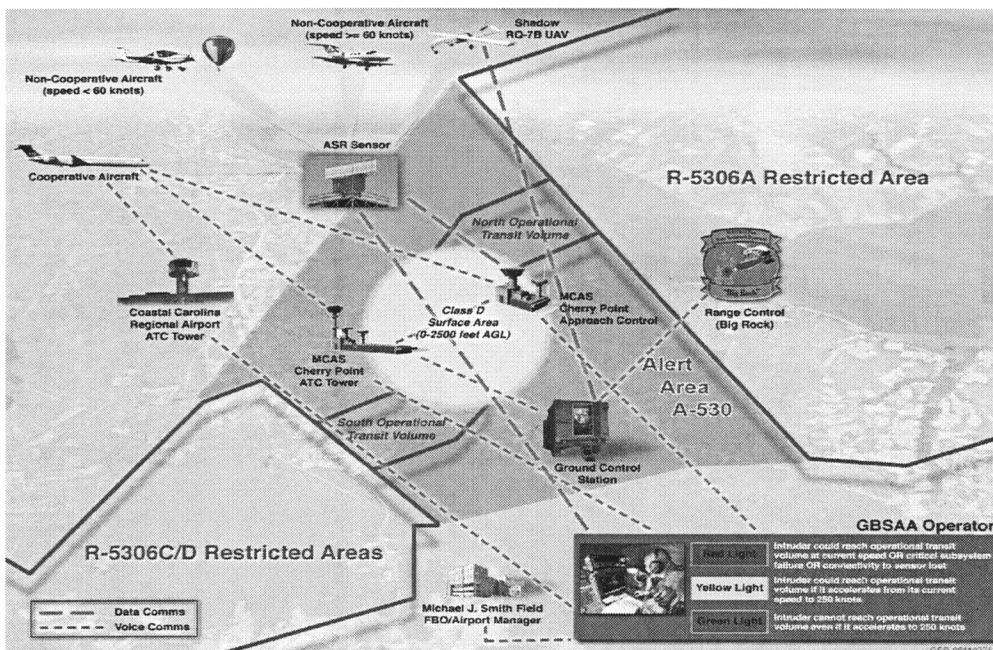 Non-Cooperative Aircraft
(speed >= 60 knots)
Shadow
RQ-7B UAV
Non-Cooperative Aircraft
(speed < 60 knots)
ASR Sensor
Cooperative Aircraft
R-5306A Restricted Area
North Operational
Transit Volume
"Big Rock"
Coastal Carolina
Regional Airport
ATC Tower
Class D
Surface Area
(0-2500 feet AGL)
MCAS
Cherry Point
Approach Control
Range Control
(Big Rock)
MCAS
Cherry Point
ATC Tower
Alert
Area
A-530
South Operational
Transit Volume
Ground Control
Station
R-5306C/D Restricted Areas
GBSAA Operator
Red Light
Intruder could reach operational transit
volume at current speed OR critical subsystem
failure OR connectivity to sensor lost
Yellow Light
Intruder could reach operational transit
volume if it accelerates from its current
speed to 250 knots
Green Light
Intruder cannot reach operational transit
volume even if it accelerates to 250 knots
Data Comms
Voice Comms
Michael J. Smith Field
FBO/Airport Manager